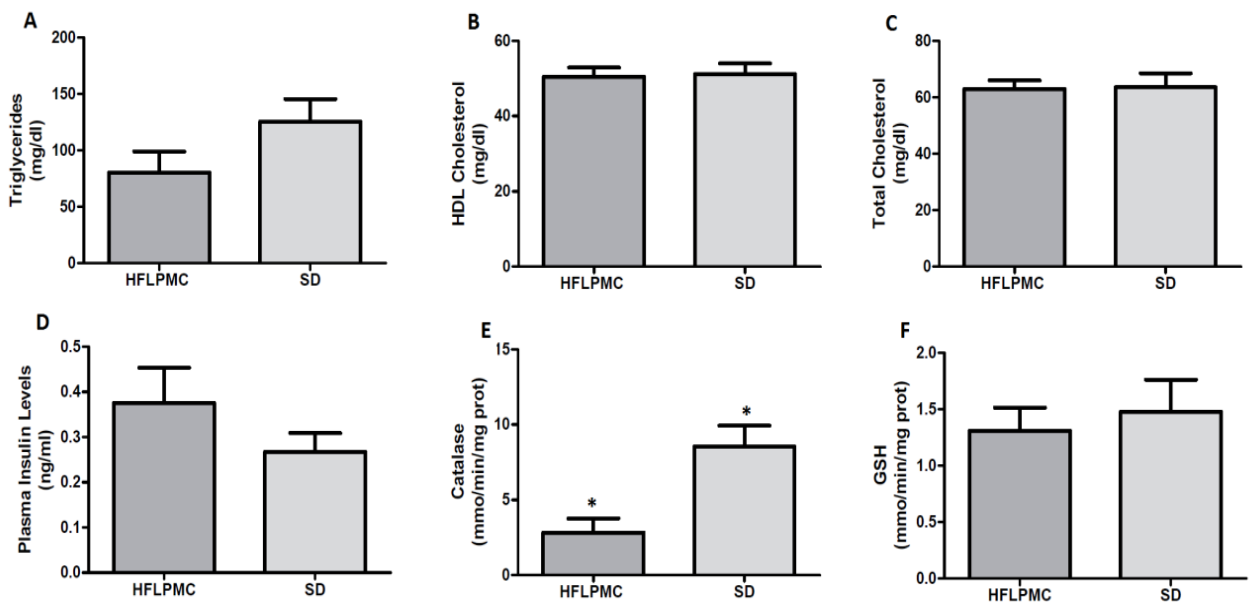 A
Triglycerides
(mg/dl)
200
150
100
50
0
HFLPMC SD
B
HDL Cholesterol
(mg/dl)
60
40
20
0
HFLPMC SD
C
Total Cholesterol
(mg/dl)
80
60
40
20
0
HFLPMC SD
D
Plasma Insulin Levels
(ng/ml)
0.5
0.4
0.3
0.2
0.1
0.0
HFLPMC SD
E
Catalase
(mmo/min/mg prot)
15
10
5
0
* *
HFLPMC SD
F
GSH
(mmo/min/mg prot)
2.0
1.5
1.0
0.5
0.0
HFLPMC SD